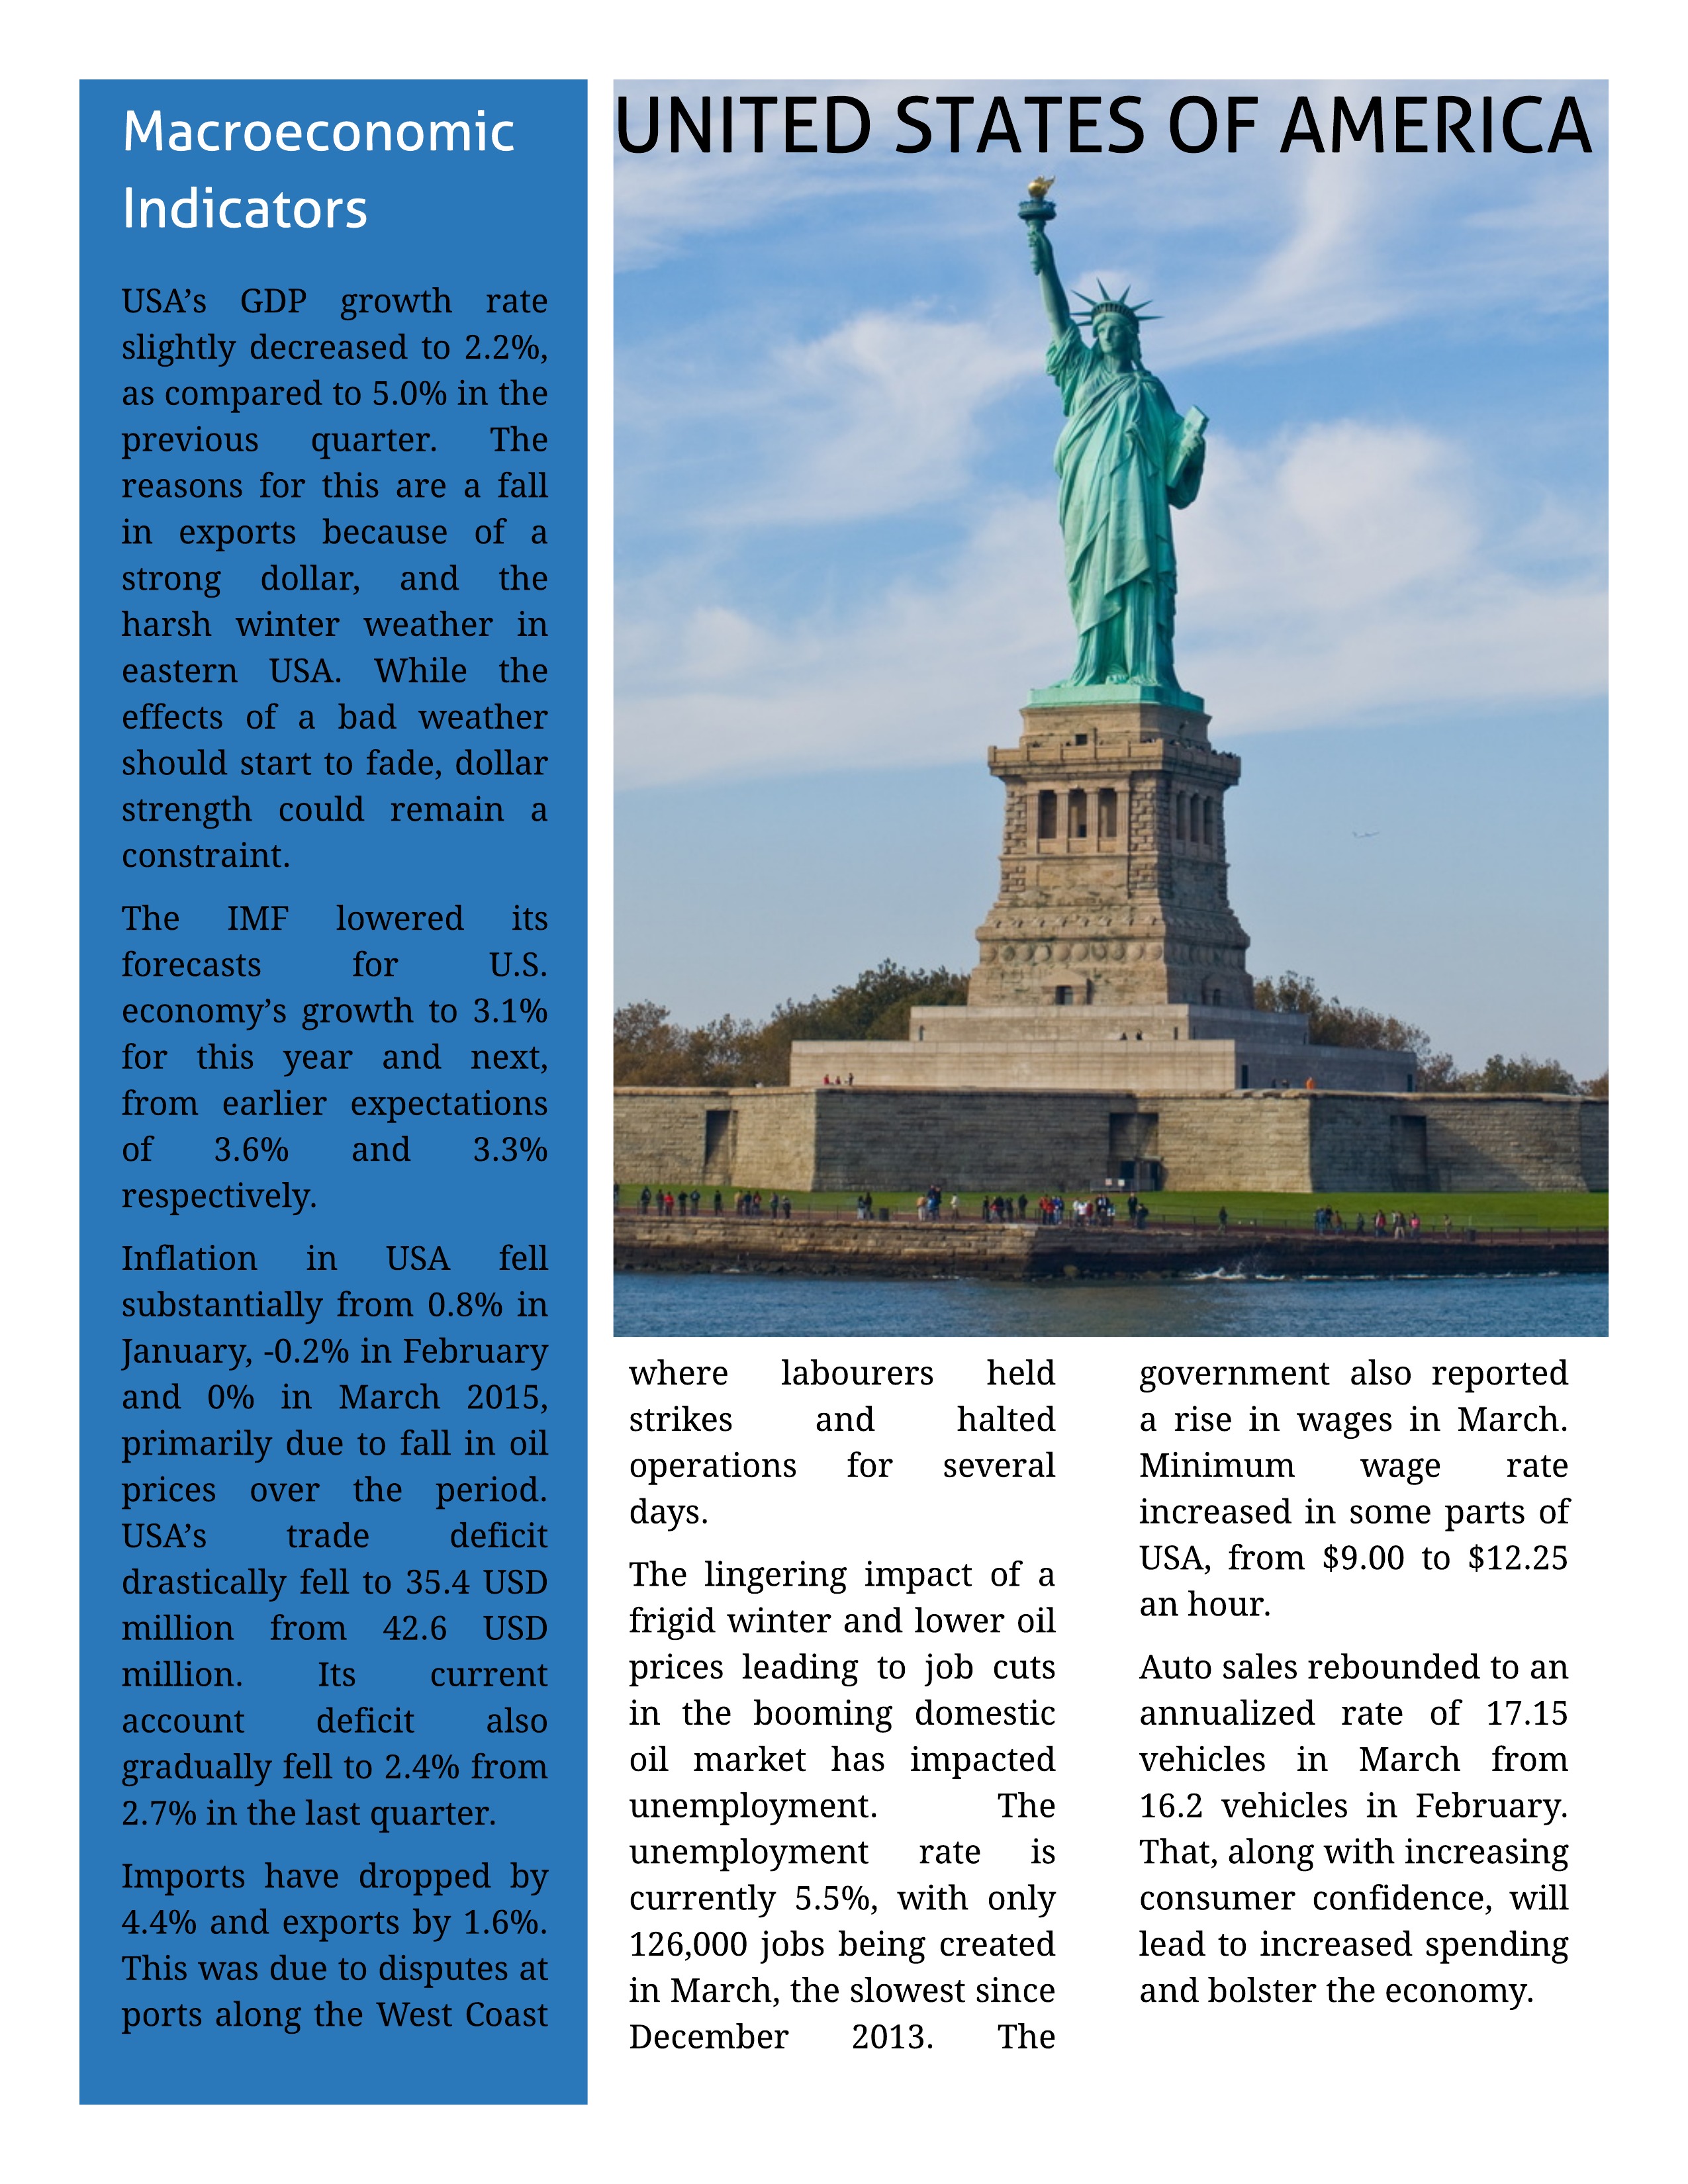 Macroeconomic
Indicators
USA’s GDP growth rate
slightly decreased to 2.2%,
as compared to 5.0% in the
previous quarter. The
reasons for this are a fall
in exports because of a
strong dollar, and the
harsh winter weather in
eastern USA. While the
effects of a bad weather
should start to fade, dollar
strength could remain a
constraint.
The IMF lowered its
forecasts for U.S.
economy’s growth to 3.1%
for this year and next,
from earlier expectations
of 3.6% and 3.3%
respectively.
Inflation in USA fell
substantially from 0.8% in
January, -0.2% in February
and 0% in March 2015,
primarily due to fall in oil
prices over the period.
USA’s trade deficit
drastically fell to 35.4 USD
million from 42.6 USD
million. Its current
account deficit also
gradually fell to 2.4% from
2.7% in the last quarter.
Imports have dropped by
4.4% and exports by 1.6%.
This was due to disputes at
ports along the West Coast
UNITED STATES OF AMERICA
where labourers held
strikes and halted
operations for several
days.
The lingering impact of a
frigid winter and lower oil
prices leading to job cuts
in the booming domestic
oil market has impacted
unemployment. The
unemployment rate is
currently 5.5%, with only
126,000 jobs being created
in March, the slowest since
December 2013. The
government also reported
a rise in wages in March.
Minimum wage rate
increased in some parts of
USA, from $9.00 to $12.25
an hour.
Auto sales rebounded to an
annualized rate of 17.15
vehicles in March from
16.2 vehicles in February.
That, along with increasing
consumer confidence, will
lead to increased spending
and bolster the economy.